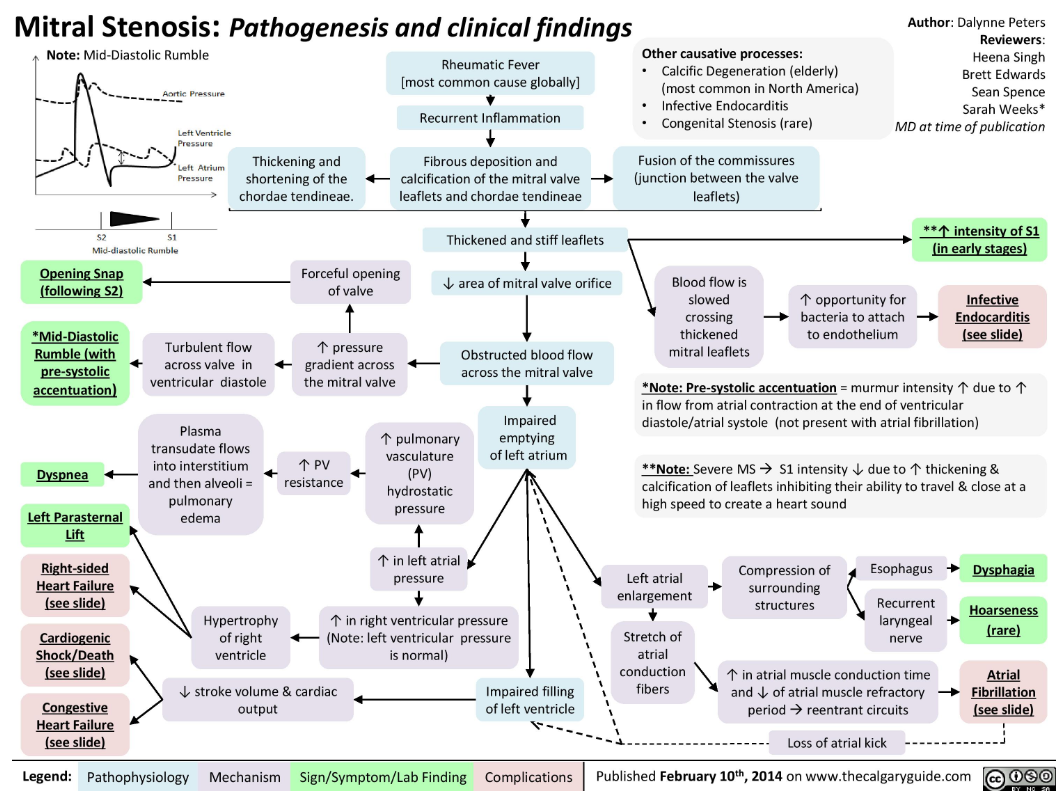 Mitral Stenosis: Pathogenesis and clinical findings
Author: Dalynne Peters
Reviewers:
Heena Singh
Brett Edwards
Sean Spence
Sarah Weeks*
*MD at time of publication
Note: Mid-Diastolic Rumble
Aortic Pressure
Left Ventricle
Pressure
Left Atrium
Pressure
S2
S1
Mid-diastolic Rumble
Rheumatic Fever
[most common cause globally]
Recurrent Inflammation
Other causative processes:
• Calcific Degeneration (elderly)
(most common in North America)
• Infective Endocarditis
• Congenital Stenosis (rare)
Thickening and
shortening of the
chordae tendineae.
Fibrous deposition and
calcification of the mitral valve
leaflets and chordae tendineae
Fusion of the commissures
(junction between the valve
leaflets)
Thickened and stiff leaflets
**↑ intensity of S1
(in early stages)
Opening Snap
(following S2)
Forceful opening
of valve
↓ area of mitral valve orifice
Blood flow is
slowed
crossing
thickened
mitral leaflets
↑ opportunity for
bacteria to attach
to endothelium
Infective
Endocarditis
(see slide)
*Mid-Diastolic
Rumble (with
pre-systolic
accentuation)
Turbulent flow
across valve in
ventricular diastole
↑ pressure
gradient across
the mitral valve
Obstructed blood flow
across the mitral valve
*Note: Pre-systolic accentuation = murmur intensity ↑ due to ↑
in flow from atrial contraction at the end of ventricular
diastole/atrial systole (not present with atrial fibrillation)
Impaired
emptying
of left atrium
Dyspnea
Plasma
transudate flows
into interstitium
and then alveoli =
pulmonary
edema
↑ PV
resistance
↑ pulmonary
vasculature
(PV)
hydrostatic
pressure
**Note: Severe MS → S1 intensity ↓ due to ↑ thickening &
calcification of leaflets inhibiting their ability to travel & close at a
high speed to create a heart sound
Left Parasternal
Lift
↑ in left atrial
pressure
Right-sided
Heart Failure
(see slide)
Left atrial
enlargement
Compression of
surrounding
structures
Esophagus
Dysphagia
Recurrent
laryngeal
nerve
Hoarseness
(rare)
Hypertrophy
of right
ventricle
↑ in right ventricular pressure
(Note: left ventricular pressure
is normal)
Stretch of
atrial
conduction
fibers
Cardiogenic
Shock/Death
(see slide)
↓ stroke volume & cardiac
output
Impaired filling
of left ventricle
↑ in atrial muscle conduction time
and ↓ of atrial muscle refractory
period → reentrant circuits
Atrial
Fibrillation
(see slide)
Congestive
Heart Failure
(see slide)
Loss of atrial kick
Legend:
Pathophysiology
Mechanism
Sign/Symptom/Lab Finding
Complications
Published February 10th, 2014 on www.thecalgaryguide.com
cc
BY NC SA